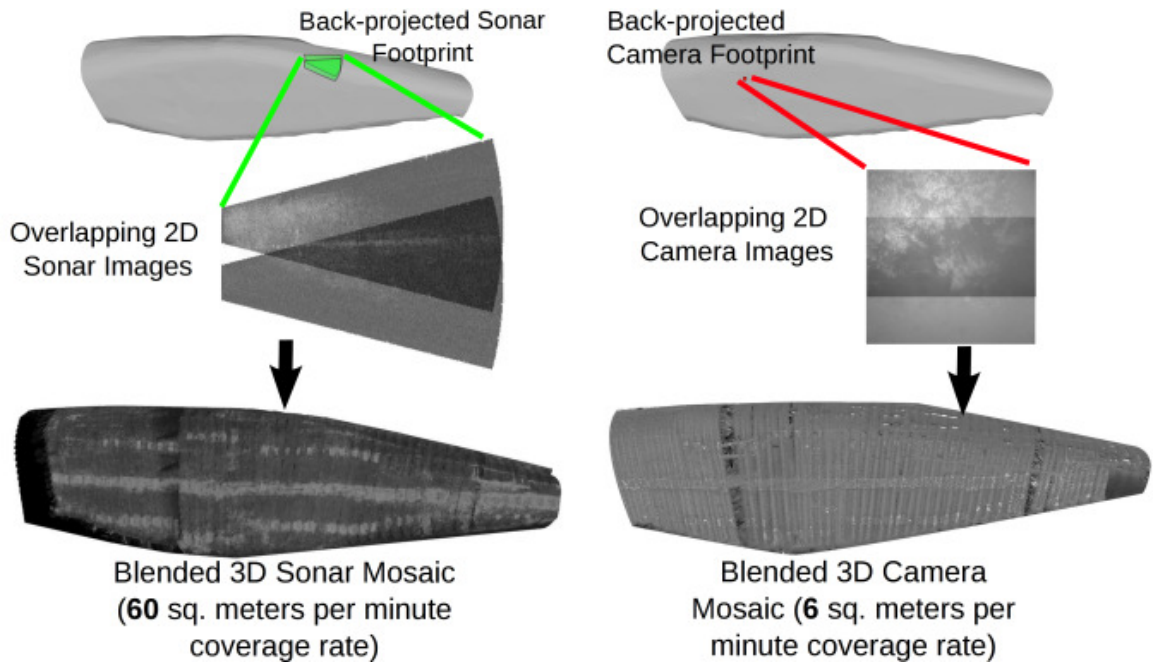 Back-projected Sonar
Footprint
Overlapping 2D
Sonar Images
Blended 3D Sonar Mosaic
(60 sq. meters per minute
coverage rate)
Back-projected
Camera Footprint
Overlapping 2D
Camera Images
Blended 3D Camera
Mosaic (6 sq. meters per
minute coverage rate)